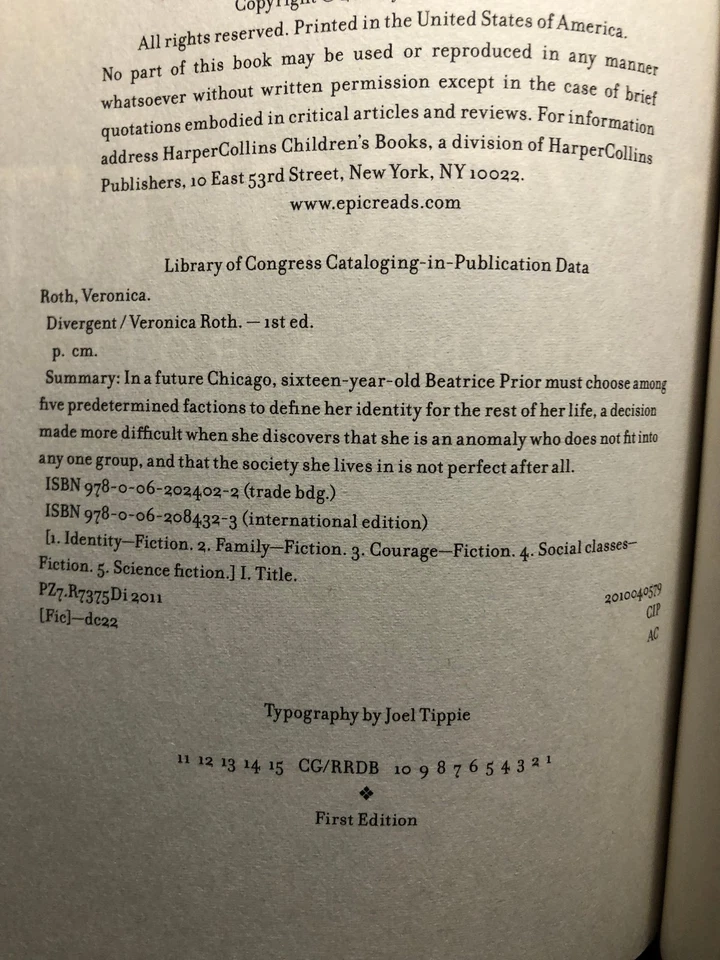 Copyright
All rights reserved. Printed in the United States of America.
No part of this book may be used or reproduced in any manner
whatsoever without written permission except in the case of brief
quotations embodied in critical articles and reviews. For information
address HarperCollins Children's Books, a division of HarperCollins
Publishers, 10 East 53rd Street, New York, NY 10022.
www.epicreads.com
Library of Congress Cataloging-in-Publication Data
Roth, Veronica.
Divergent / Veronica Roth. — 1st ed.
p. cm.
Summary: In a future Chicago, sixteen-year-old Beatrice Prior must choose among
five predetermined factions to define her identity for the rest of her life, a decision
made more difficult when she discovers that she is an anomaly who does not fit into
any one group, and that the society she lives in is not perfect after all.
ISBN 978-0-06-202402-2 (trade bdg.)
ISBN 978-0-06-208432-3 (international edition)
[1. Identity—Fiction. 2. Family—Fiction. 3. Courage—Fiction. 4. Social classes—
Fiction. 5. Science fiction.] I. Title.
PZ7.R7375Di 2011
2010040579
[Fic]—dc22
CIP
AC
Typography by Joel Tippie
11 12 13 14 15 CG/RRDB 10 9 8 7 6 5 4 3 2 1
❖
First Edition